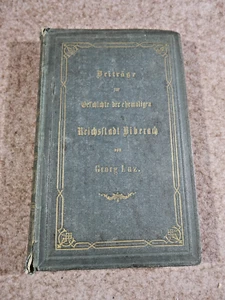 Beiträge
zur
Geschichte der ehemaligen
Reichsstadt Biberach
von
Georg Luz.